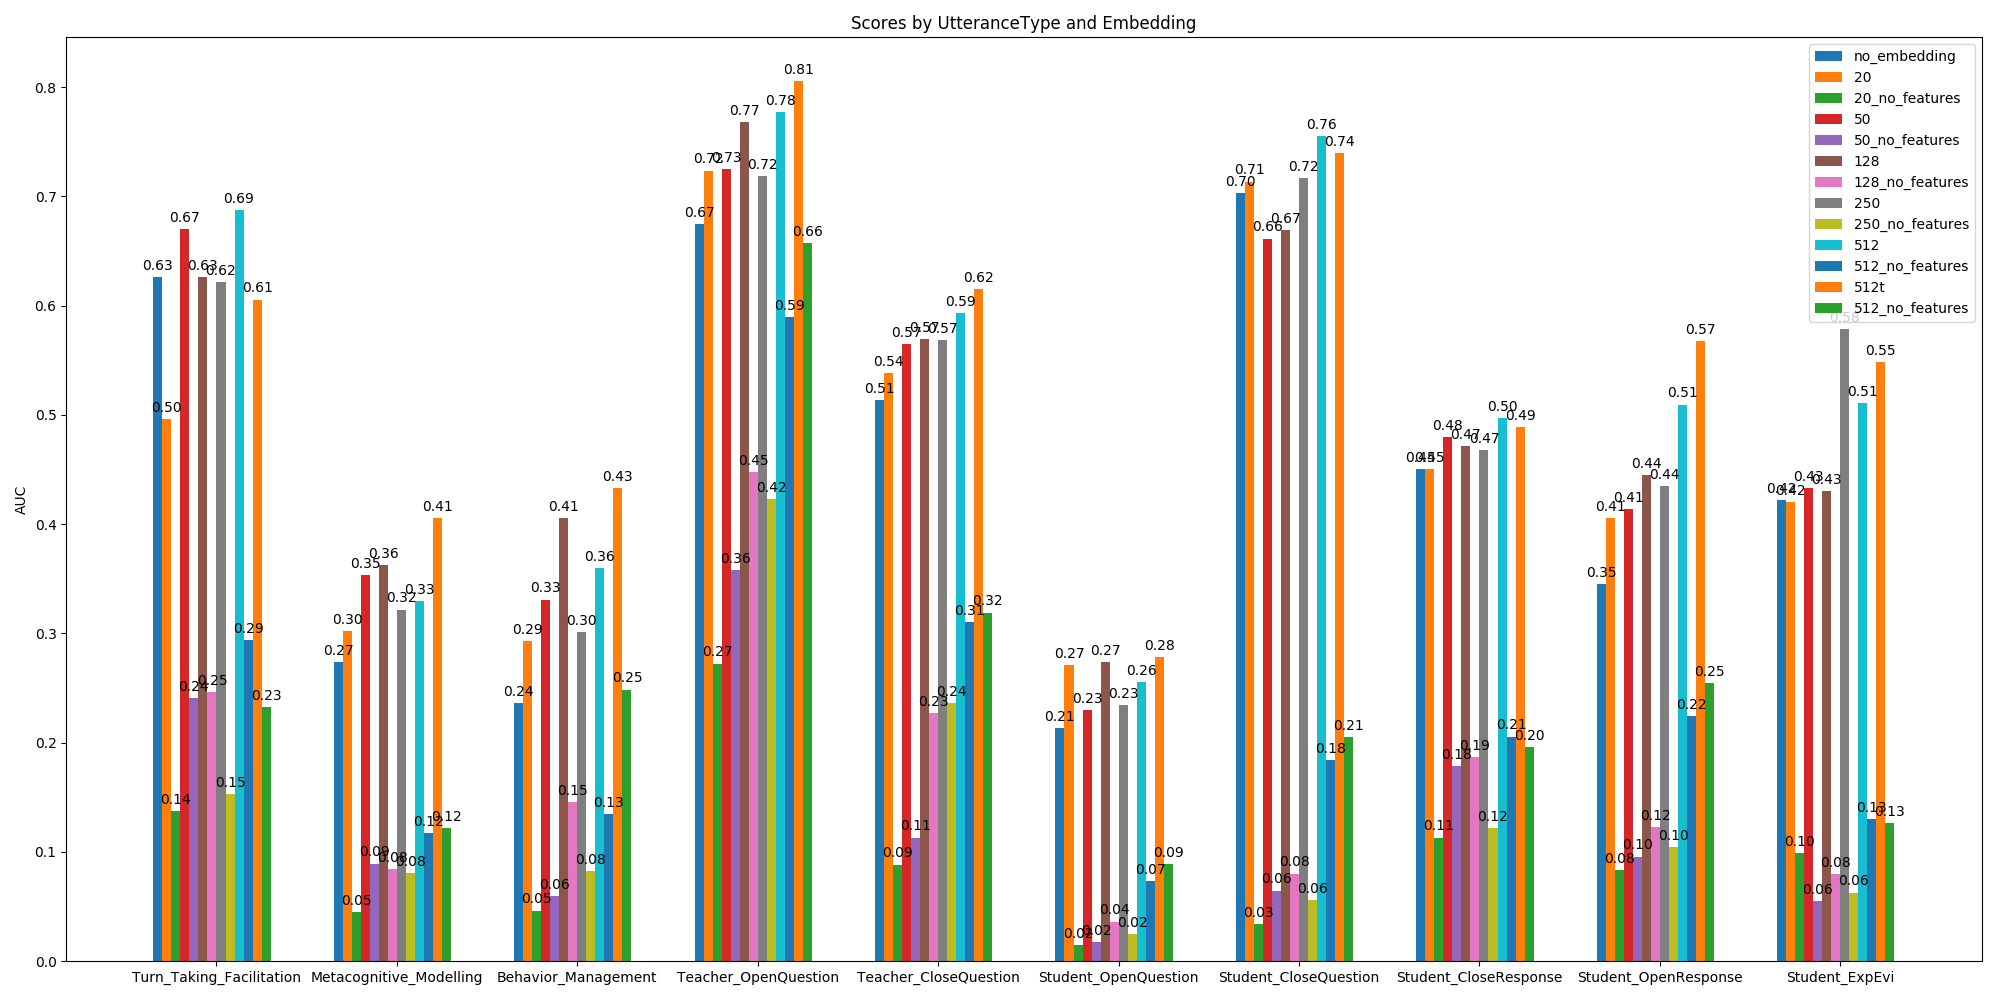 Scores by UtteranceType and Embedding
no_embedding
20
20_no_features
50
50_no_features
128
128_no_features
250
250_no_features
512
512_no_features
512t
512_no_features
AUC
0.8
0.7
0.6
0.5
0.4
0.3
0.2
0.1
0.0
0.63 0.50 0.14 0.67 0.24 0.63 0.25 0.62 0.15 0.69 0.29 0.61 0.23
0.27 0.30 0.05 0.35 0.09 0.36 0.08 0.32 0.08 0.33 0.12 0.41 0.12
0.24 0.29 0.05 0.33 0.06 0.41 0.15 0.30 0.08 0.36 0.13 0.43 0.25
0.67 0.72 0.27 0.73 0.36 0.77 0.45 0.72 0.42 0.78 0.59 0.81 0.66
0.51 0.54 0.09 0.57 0.11 0.57 0.23 0.57 0.24 0.59 0.31 0.62 0.32
0.21 0.27 0.02 0.23 0.02 0.27 0.04 0.23 0.02 0.26 0.07 0.28 0.09
0.70 0.71 0.03 0.66 0.06 0.67 0.08 0.72 0.06 0.76 0.18 0.74 0.21
0.45 0.45 0.11 0.48 0.18 0.47 0.19 0.47 0.12 0.50 0.21 0.49 0.20
0.35 0.41 0.08 0.41 0.10 0.44 0.12 0.44 0.10 0.51 0.22 0.57 0.25
0.42 0.42 0.10 0.43 0.06 0.43 0.08 0.58 0.06 0.51 0.13 0.55 0.13
Turn_Taking_Facilitation Metacognitive_Modelling Behavior_Management Teacher_OpenQuestion Teacher_CloseQuestion Student_OpenQuestion Student_CloseQuestion Student_CloseResponse Student_OpenResponse Student_ExpEvi